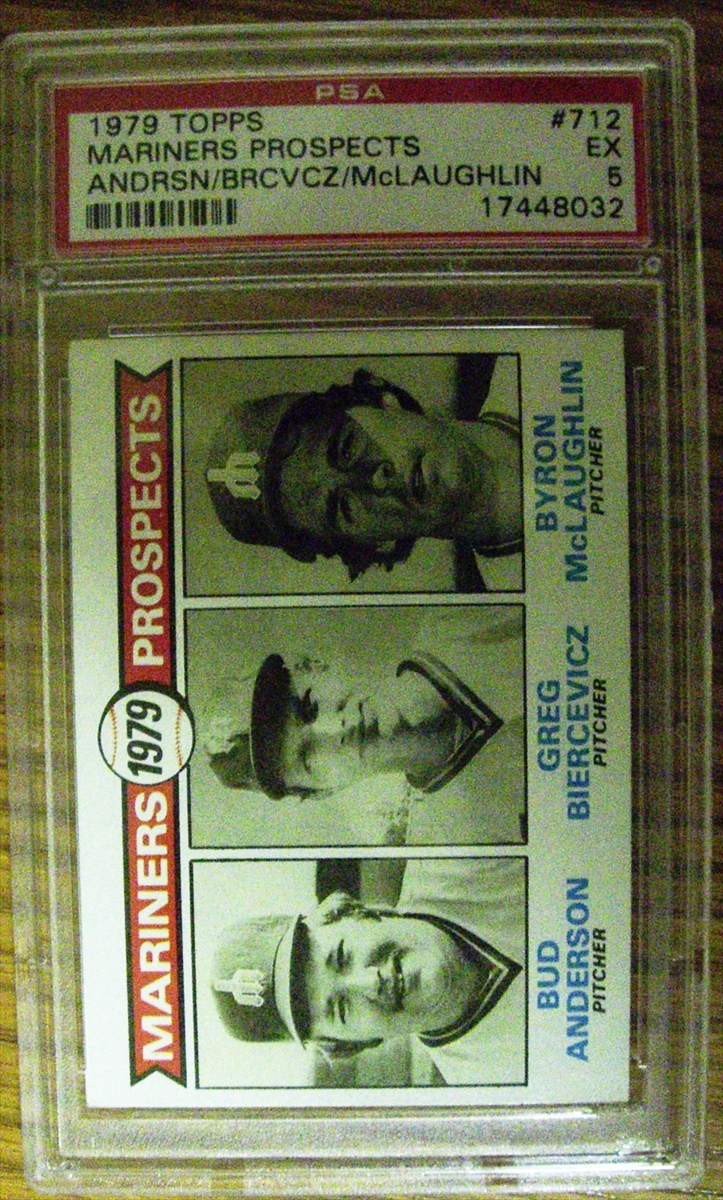 PSA
1979 TOPPS #712
MARINERS PROSPECTS EX
ANDRSN/BRCVCZ/McLAUGHLIN 5
17448032
MARINERS 1979 PROSPECTS
BUD
ANDERSON
PITCHER
GREG
BIERCEVICZ
PITCHER
BYRON
McLAUGHLIN
PITCHER